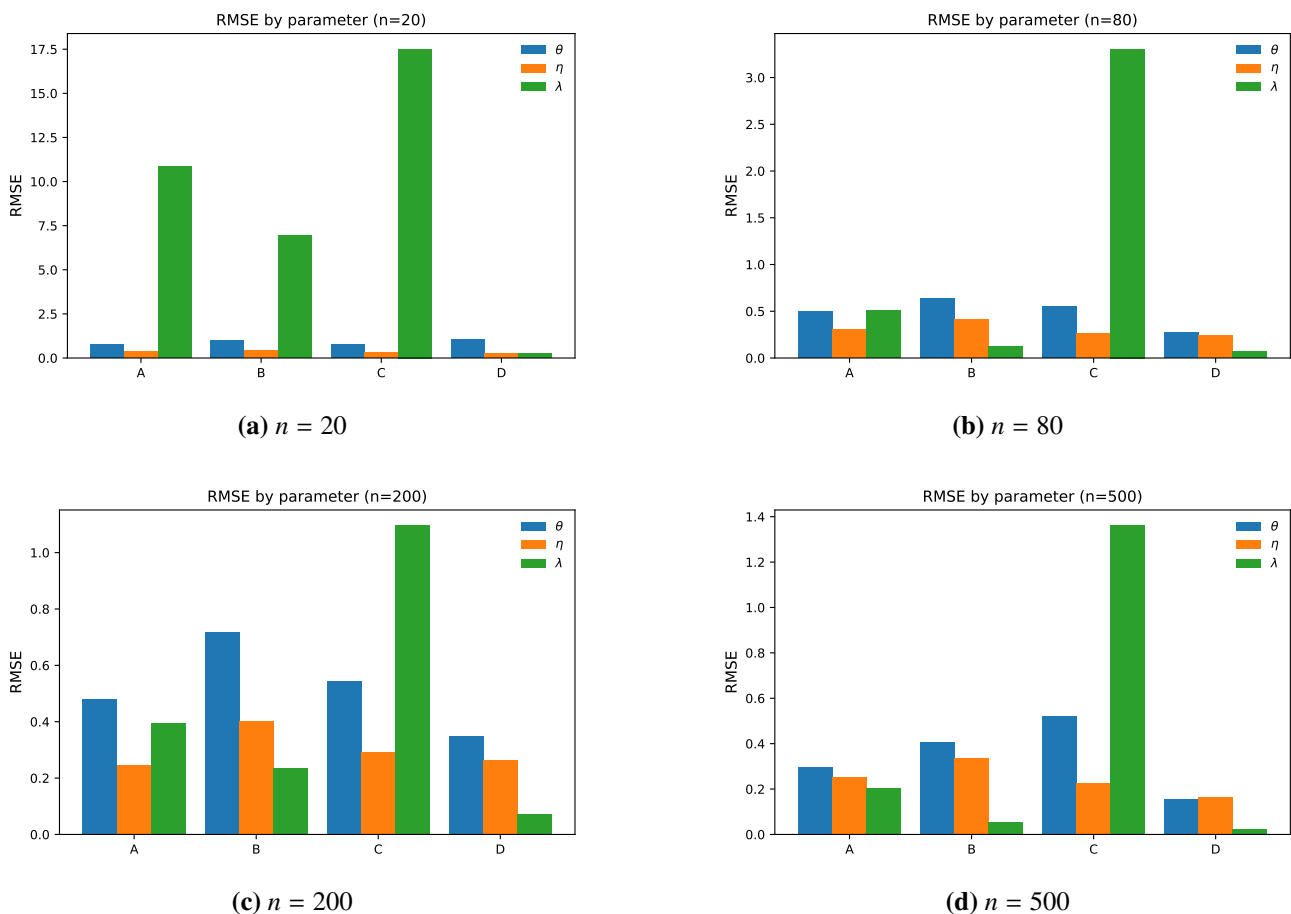 RMSE by parameter (n=20)
RMSE
17.5
15.0
12.5
10.0
7.5
5.0
2.5
0.0
A B C D
θ
η
λ
(a) n = 20
RMSE by parameter (n=80)
RMSE
3.0
2.5
2.0
1.5
1.0
0.5
0.0
A B C D
θ
η
λ
(b) n = 80
RMSE by parameter (n=200)
RMSE
1.0
0.8
0.6
0.4
0.2
0.0
A B C D
θ
η
λ
(c) n = 200
RMSE by parameter (n=500)
RMSE
1.4
1.2
1.0
0.8
0.6
0.4
0.2
0.0
A B C D
θ
η
λ
(d) n = 500